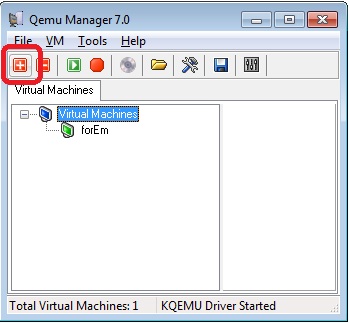 Qemu Manager 7.0
File VM Tools Help
Virtual Machines
Virtual Machines
forEm
Total Virtual Machines: 1 KQEMU Driver Started